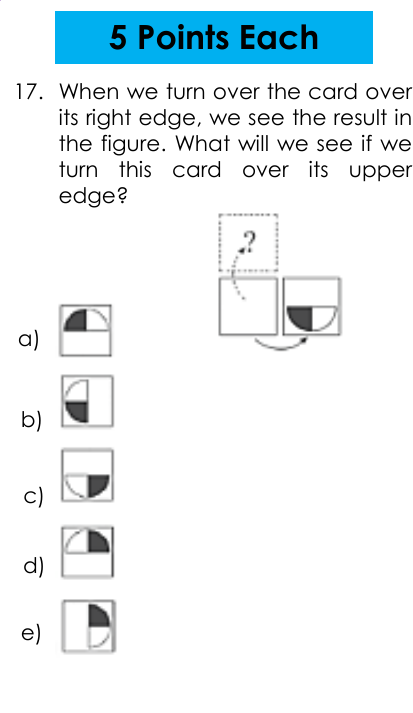 5 Points Each
17. When we turn over the card over
its right edge, we see the result in
the figure. What will we see if we
turn this card over its upper
edge?
?
a)
b)
c)
d)
e)